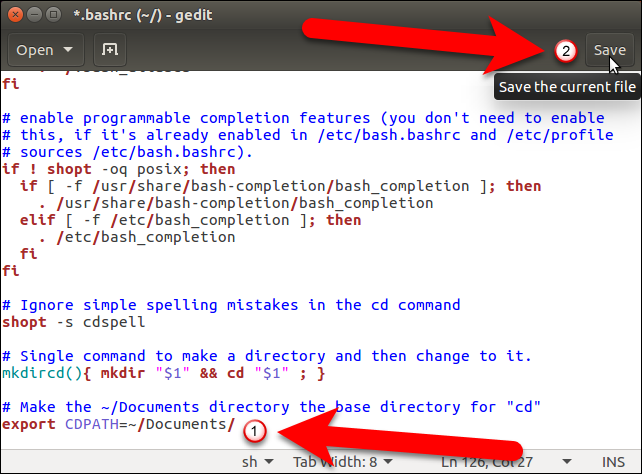 *.bashrc (~/) - gedit
Open
2
Save
Save the current file
fi
# enable programmable completion features (you don't need to enable
# this, if it's already enabled in /etc/bash.bashrc and /etc/profile
# sources /etc/bash.bashrc).
if ! shopt -oq posix; then
  if [ -f /usr/share/bash-completion/bash_completion ]; then
    . /usr/share/bash-completion/bash_completion
  elif [ -f /etc/bash_completion ]; then
    . /etc/bash_completion
  fi
fi
# Ignore simple spelling mistakes in the cd command
shopt -s cdspell
# Single command to make a directory and then change to it.
mkdircd(){ mkdir "$1" && cd "$1" ; }
# Make the ~/Documents directory the base directory for "cd"
export CDPATH=~/Documents/ 1
sh Tab Width: 8 Ln 126, Col 27 INS